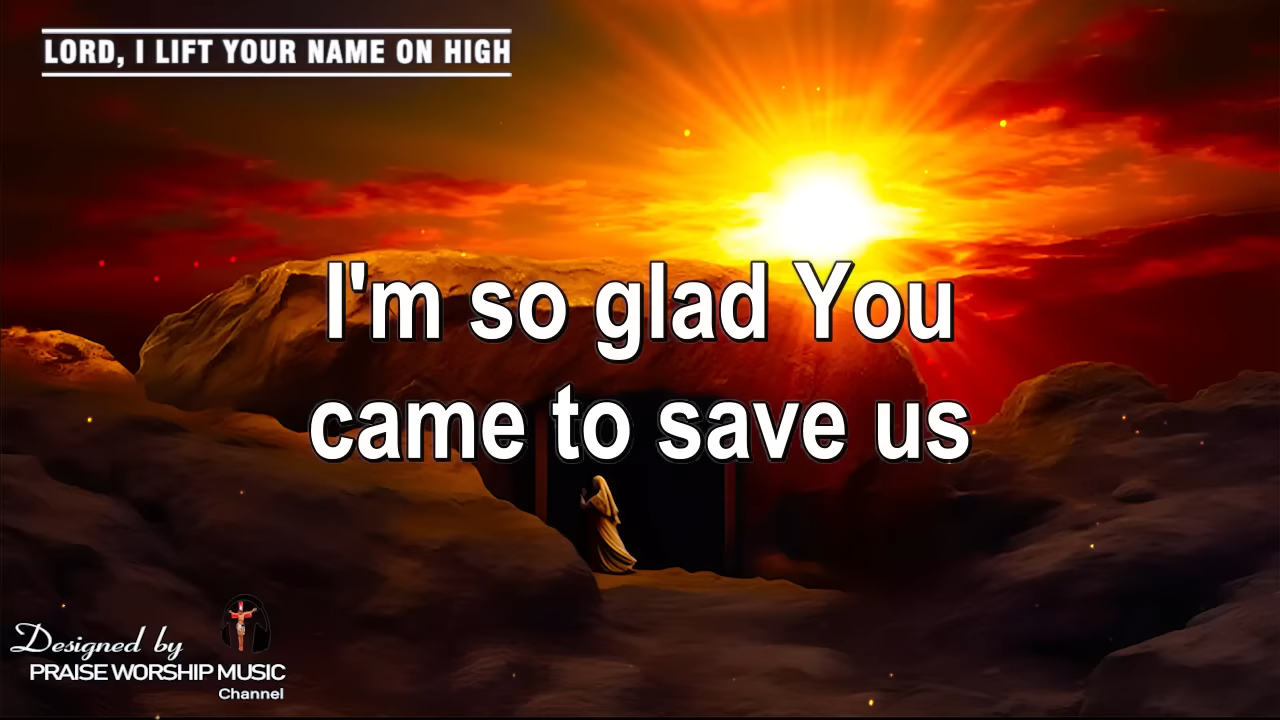 LORD, I LIFT YOUR NAME ON HIGH
I'm so glad You
came to save us
Designed by
PRAISE WORSHIP MUSIC
Channel